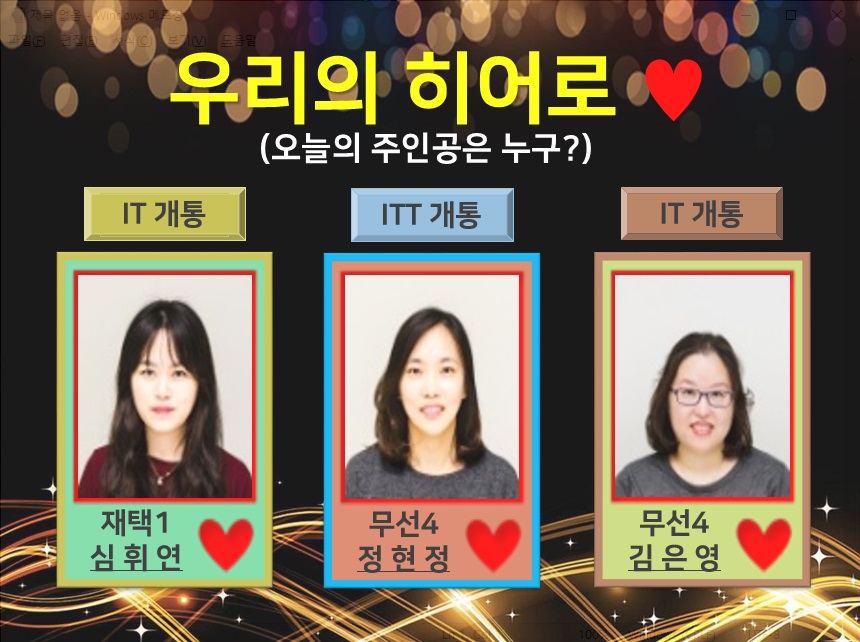 우리의 히어로
(오늘의 주인공은 누구?)
IT 개통
ITT 개통
IT 개통
재택1
심 휘 연
무선4
정 현 정
무선4
김 은 영